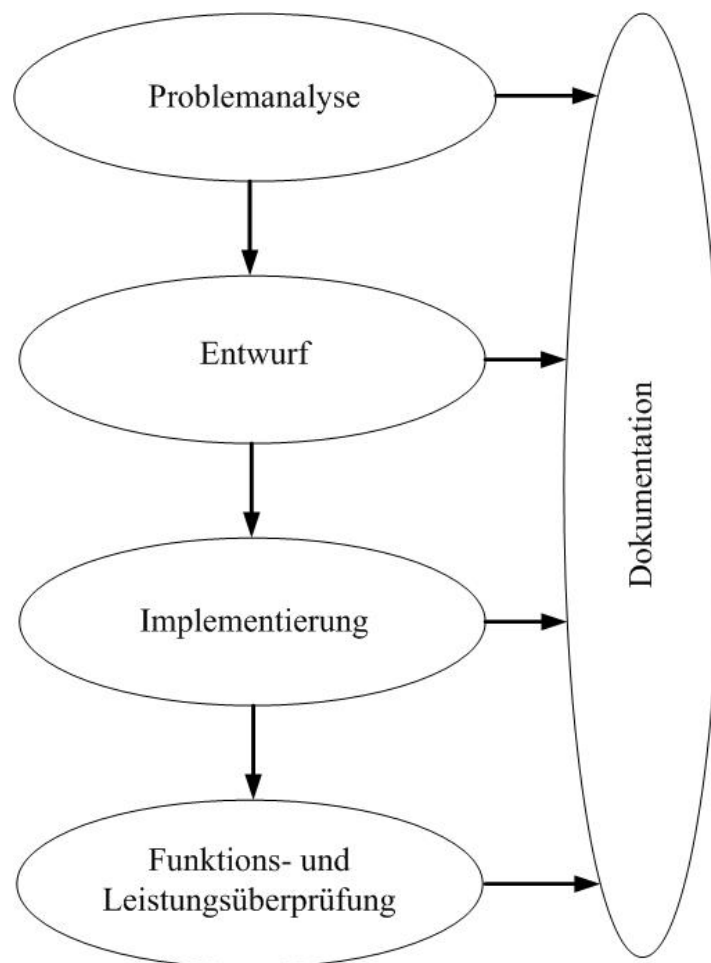 Problemanalyse
Entwurf
Implementierung
Funktions- und
Leistungsüberprüfung
Dokumentation